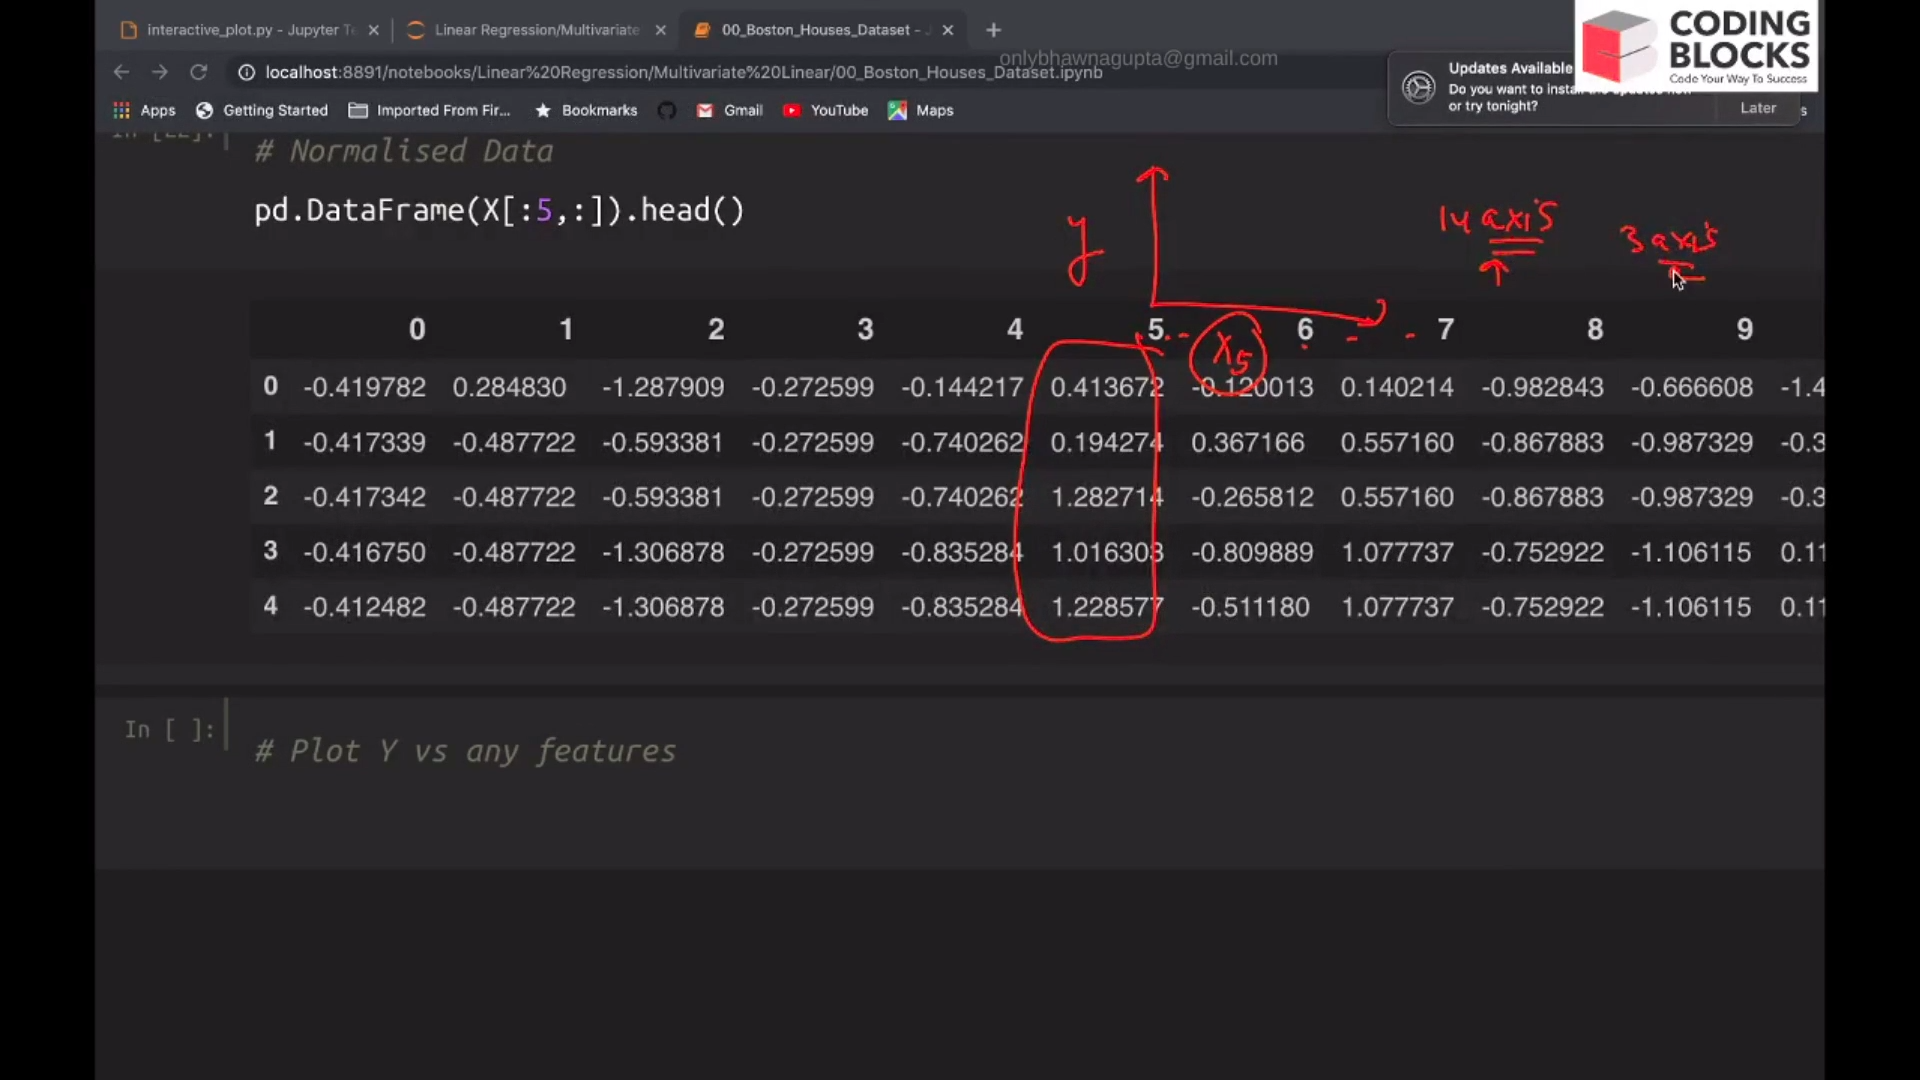 interactive_plot.py - Jupyter Te
Linear Regression/Multivariate
00_Boston_Houses_Dataset - J
CODING
BLOCKS
Code Your Way To Success
localhost:8891/notebooks/Linear%20Regression/Multivariate%20Linear/00_Boston_Houses_Dataset.ipynb
onlybhawnagupta@gmail.com
Updates Available
Do you want to install
or try tonight?
Later
Apps Getting Started Imported From Fir... Bookmarks Gmail YouTube Maps
In [22]:
# Normalised Data
pd.DataFrame(X[:5,:]).head()
y
14 axis
3 axis
x5
0 1 2 3 4 5 6 7 8 9
0 -0.419782 0.284830 -1.287909 -0.272599 -0.144217 0.413672 -0.120013 0.140214 -0.982843 -0.666608 -1.4
1 -0.417339 -0.487722 -0.593381 -0.272599 -0.740262 0.194274 0.367166 0.557160 -0.867883 -0.987329 -0.3
2 -0.417342 -0.487722 -0.593381 -0.272599 -0.740262 1.282714 -0.265812 0.557160 -0.867883 -0.987329 -0.3
3 -0.416750 -0.487722 -1.306878 -0.272599 -0.835284 1.016303 -0.809889 1.077737 -0.752922 -1.106115 0.11
4 -0.412482 -0.487722 -1.306878 -0.272599 -0.835284 1.228577 -0.511180 1.077737 -0.752922 -1.106115 0.11
In [ ]:
# Plot Y vs any features